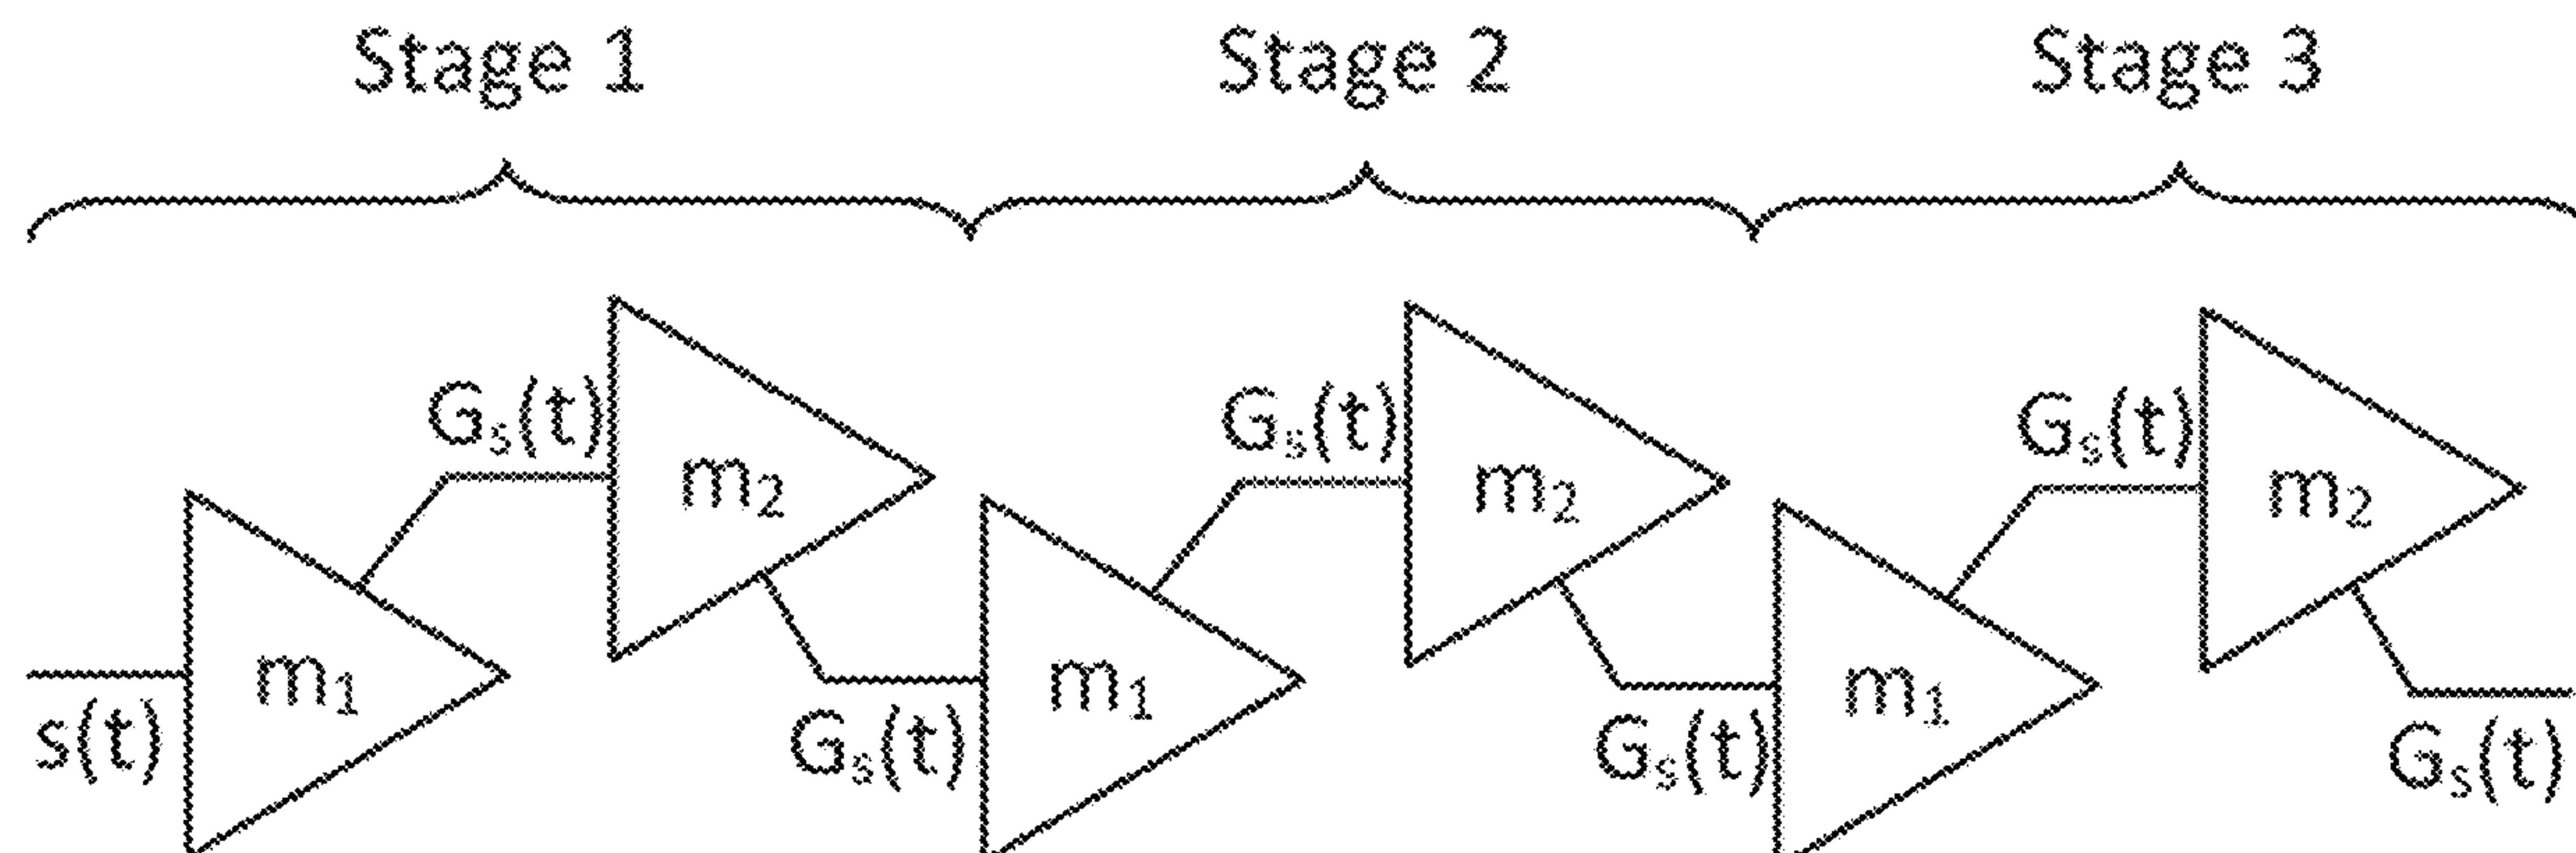 Stage 1 Stage 2 Stage 3
Gₛ(t) Gₛ(t) Gₛ(t)
m₂ m₂ m₂
m₁ m₁ m₁
s(t) Gₛ(t) Gₛ(t) Gₛ(t)